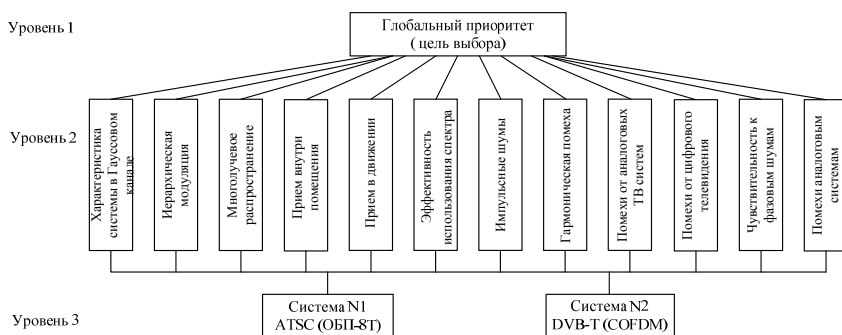 Уровень 1
Глобальный приоритет
( цель выбора)
Уровень 2
Характеристика
системы в Гауссовом
канале
Иерархическая
модуляция
Многолучевое
распространение
Прием внутри
помещения
Прием в движении
Эффективность
использования спектра
Импульсные шумы
Гармоническая помеха
Помехи от аналоговых
ТВ систем
Помехи от цифрового
телевидения
Чувствительность к
фазовым шумам
Помехи аналоговым
системам
Уровень 3
Система N1
ATSC (ОБП-8Т)
Система N2
DVB-T (COFDM)